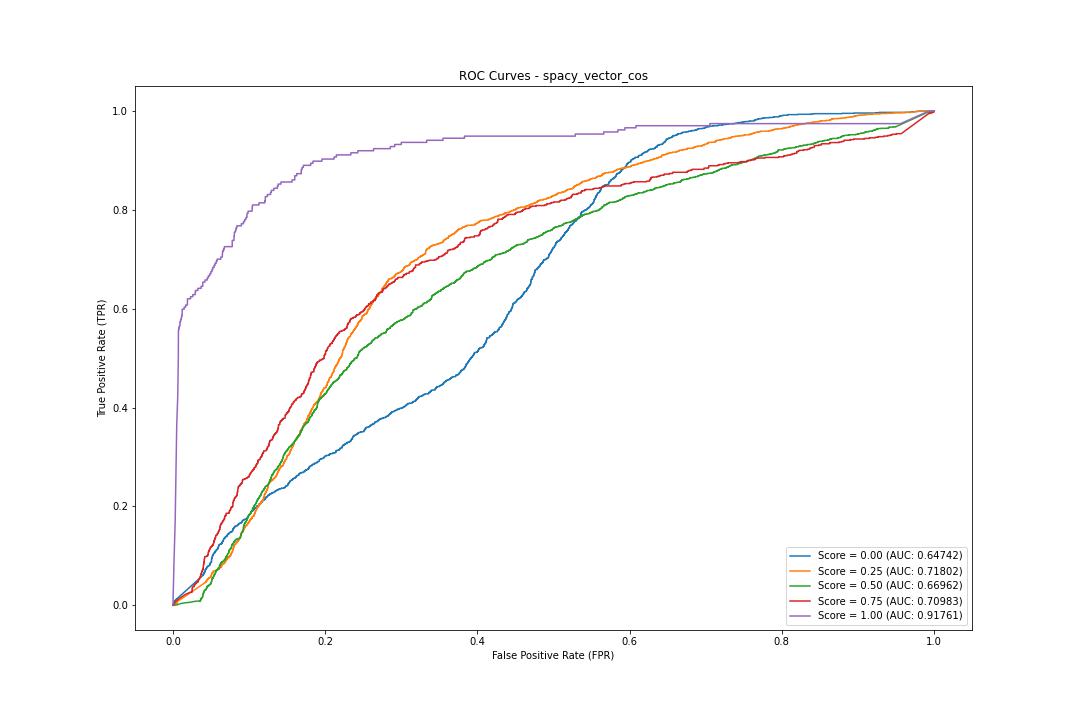 ROC Curves - spacy_vector_cos
True Positive Rate (TPR)
1.0
0.8
0.6
0.4
0.2
0.0
0.0 0.2 0.4 0.6 0.8 1.0
False Positive Rate (FPR)
Score = 0.00 (AUC: 0.64742)
Score = 0.25 (AUC: 0.71802)
Score = 0.50 (AUC: 0.66962)
Score = 0.75 (AUC: 0.70983)
Score = 1.00 (AUC: 0.91761)